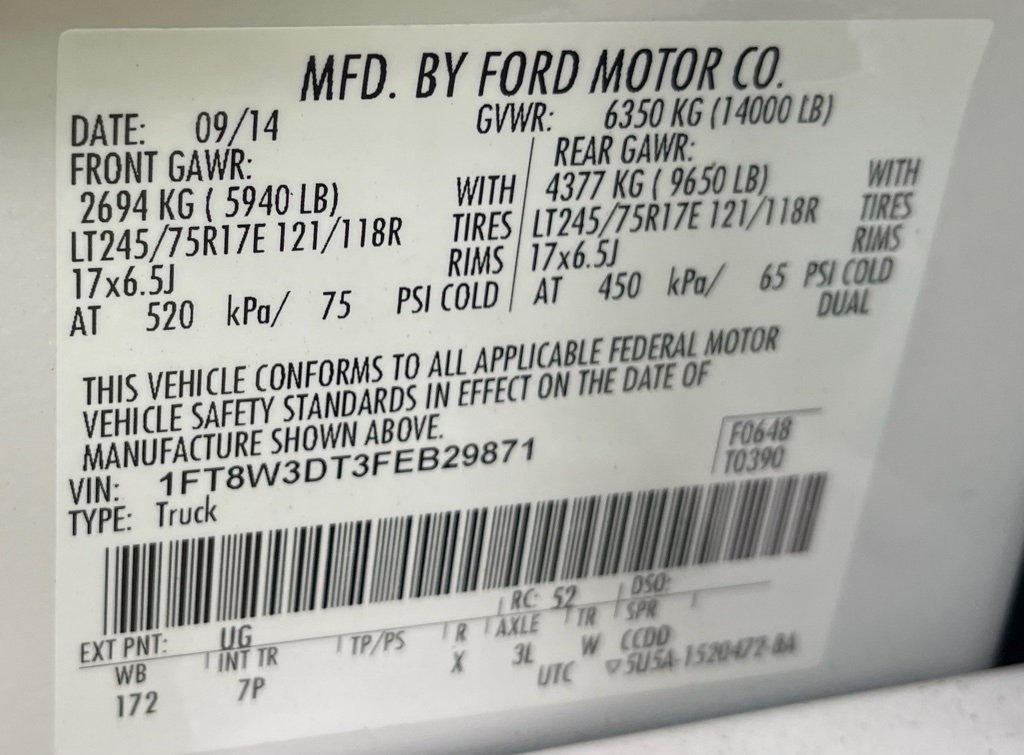 MFD. BY FORD MOTOR CO.
DATE: 09/14 GVWR: 6350 KG (14000 LB)
FRONT GAWR: REAR GAWR:
2694 KG ( 5940 LB) WITH 4377 KG ( 9650 LB) WITH
LT245/75R17E 121/118R TIRES LT245/75R17E 121/118R TIRES
17x6.5J RIMS 17x6.5J RIMS
AT 520 kPa/ 75 PSI COLD AT 450 kPa/ 65 PSI COLD
DUAL
THIS VEHICLE CONFORMS TO ALL APPLICABLE FEDERAL MOTOR
VEHICLE SAFETY STANDARDS IN EFFECT ON THE DATE OF
MANUFACTURE SHOWN ABOVE.
F0648
T0390
VIN: 1FT8W3DT3FEB29871
TYPE: Truck
EXT PNT: UG RC: 52 DSO:
WB INT TR TP/PS R AXLE TR SPR
172 7P X 3L W CCDD
UTC ▽5U5A-1520472-BA